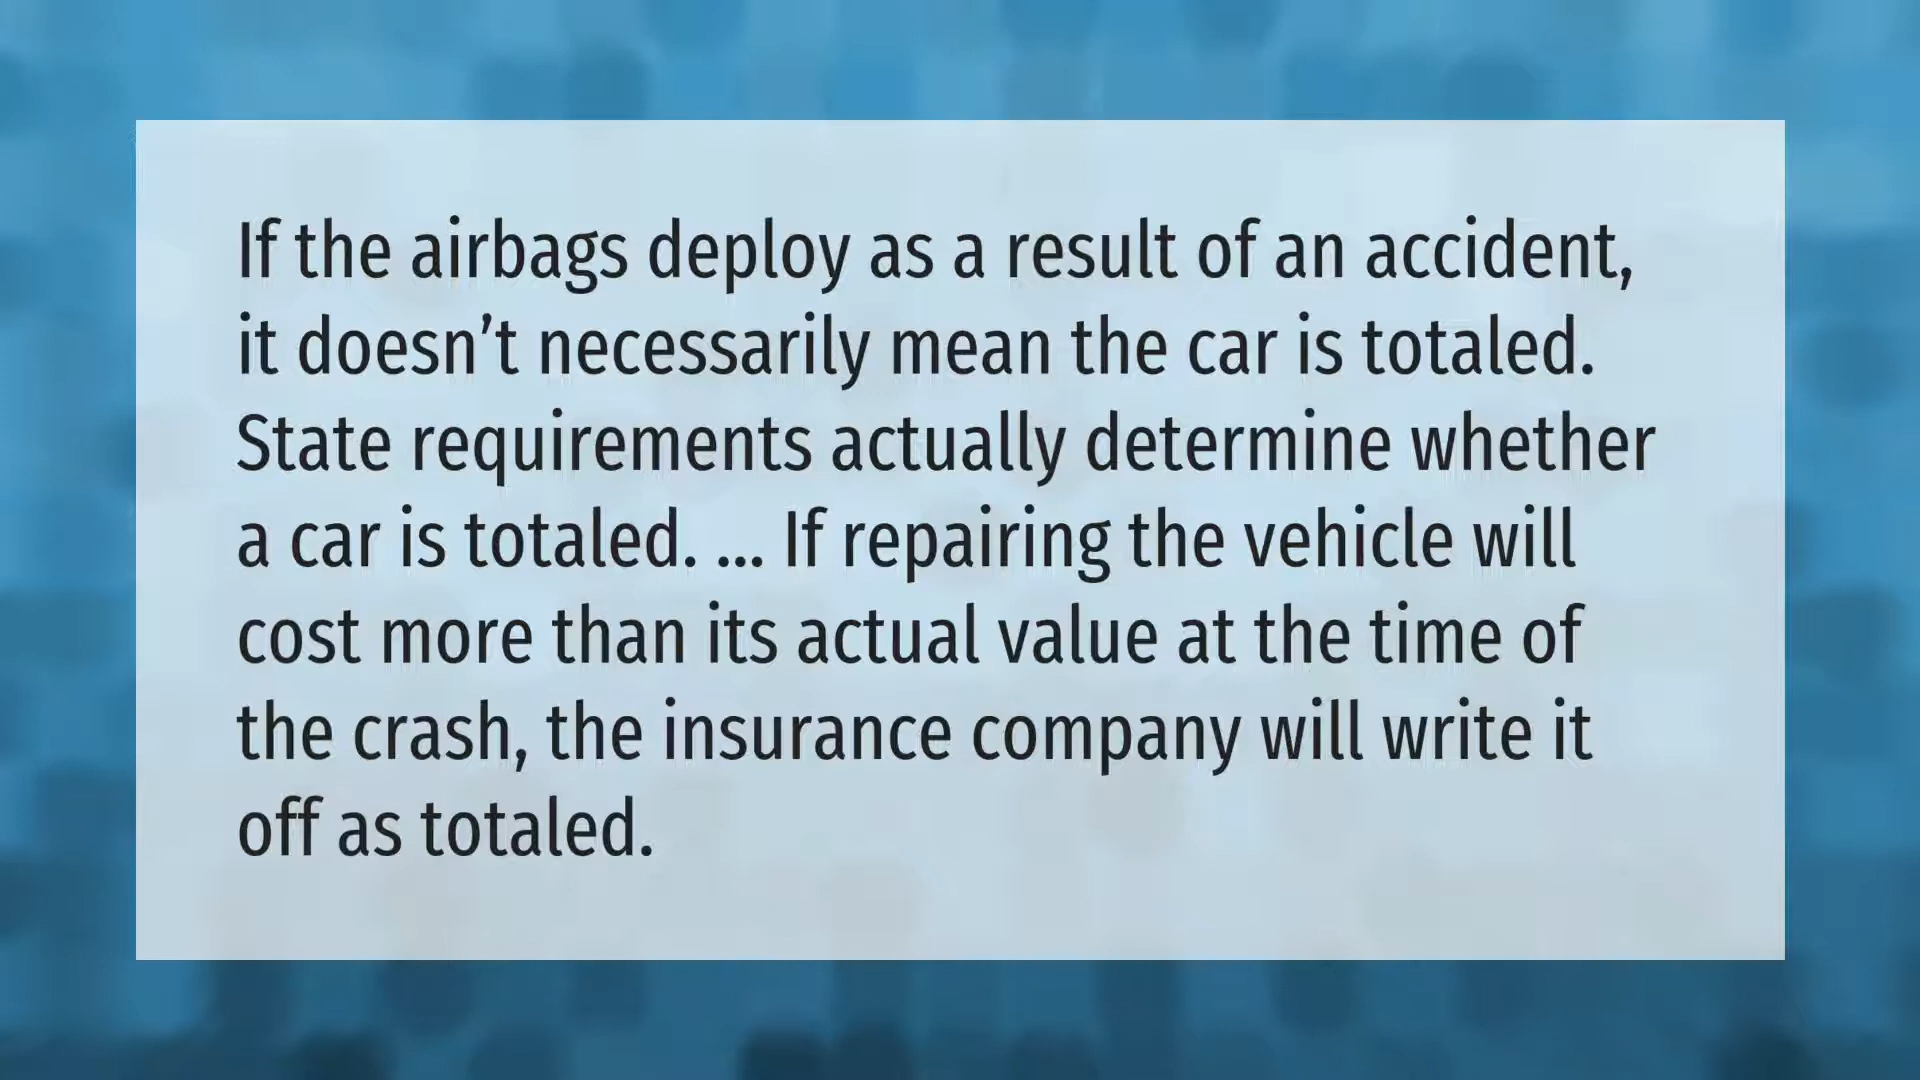 If the airbags deploy as a result of an accident,
it doesn’t necessarily mean the car is totaled.
State requirements actually determine whether
a car is totaled. ... If repairing the vehicle will
cost more than its actual value at the time of
the crash, the insurance company will write it
off as totaled.